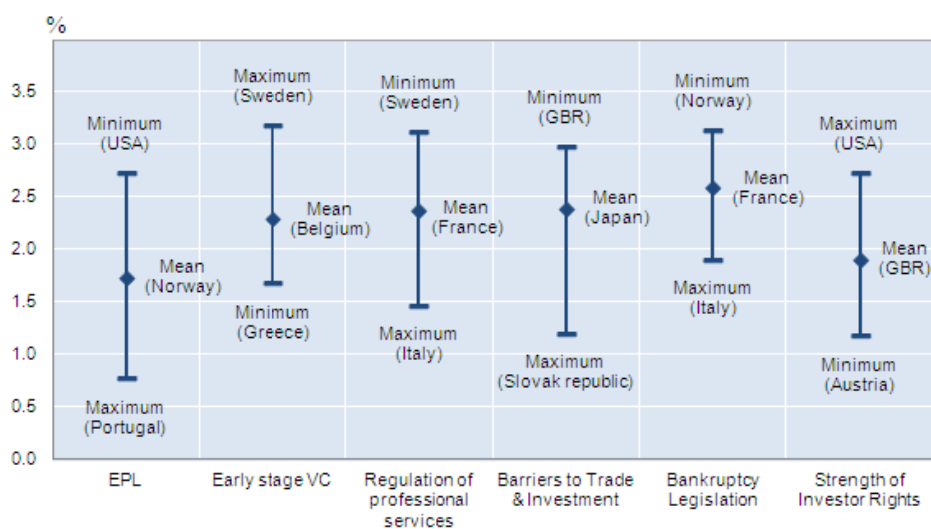 %
3.5
3.0
2.5
2.0
1.5
1.0
0.5
0.0
Minimum
(USA)
Mean
(Norway)
Maximum
(Portugal)
Maximum
(Sweden)
Mean
(Belgium)
Minimum
(Greece)
Minimum
(Sweden)
Mean
(France)
Maximum
(Italy)
Minimum
(GBR)
Mean
(Japan)
Maximum
(Slovak republic)
Minimum
(Norway)
Mean
(France)
Maximum
(Italy)
Maximum
(USA)
Mean
(GBR)
Minimum
(Austria)
EPL
Early stage VC
Regulation of
professional
services
Barriers to Trade
& Investment
Bankruptcy
Legislation
Strength of
Investor Rights